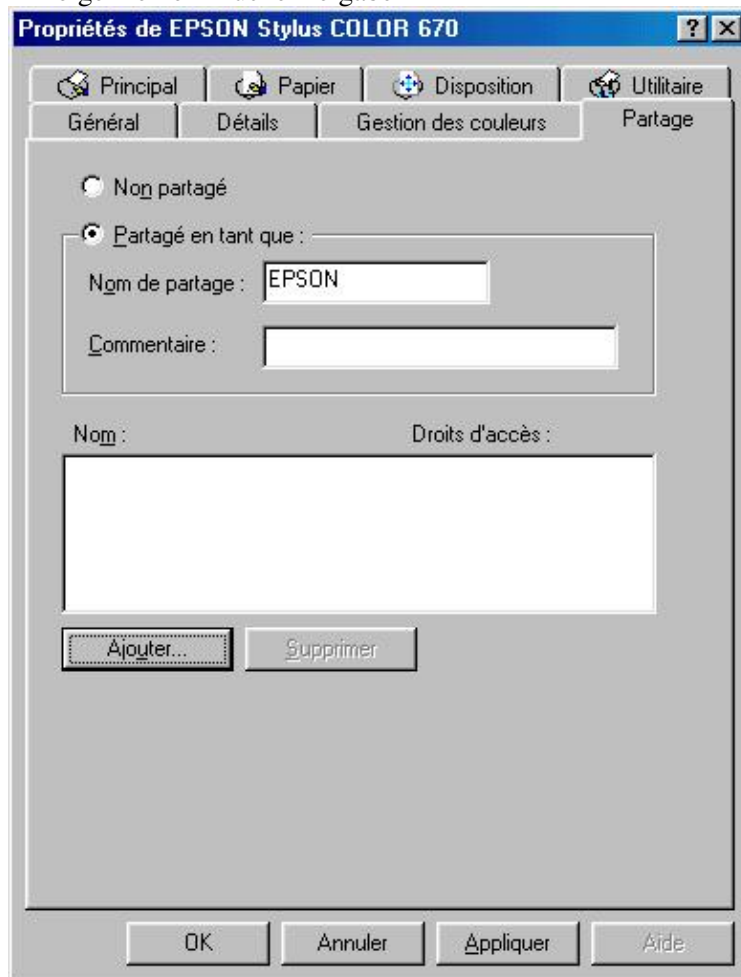 Propriétés de EPSON Stylus COLOR 670
Principal Papier Disposition Utilitaire
Général Détails Gestion des couleurs Partage
Non partagé
Partagé en tant que :
Nom de partage : EPSON
Commentaire :
Nom : Droits d'accès :
Ajouter... Supprimer
OK Annuler Appliquer Aide